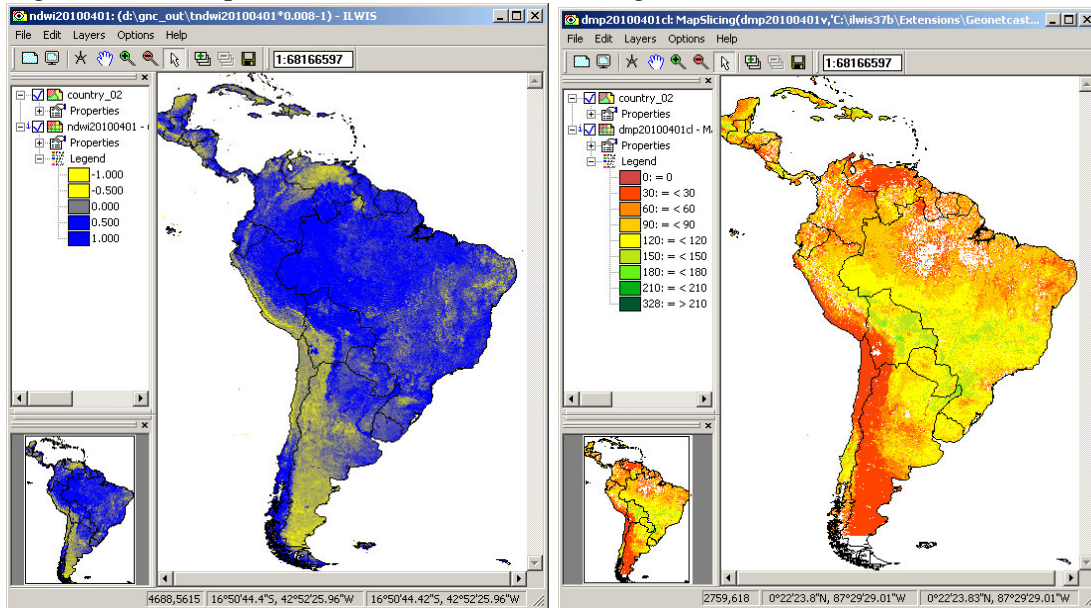 ndwi20100401: (d:\gnc_out\tndwi20100401*0.008-1) - ILWIS
File Edit Layers Options Help
1:68166597
country_02
Properties
ndwi20100401 -
Properties
Legend
-1.000
-0.500
0.000
0.500
1.000
4688,5615 16°50'44.4"S, 42°52'25.96"W 16°50'44.42"S, 42°52'25.96"W
dmp20100401cl: MapSlicing(dmp20100401v,'C:\ilwis37b\Extensions\Geonetcast...
File Edit Layers Options Help
1:68166597
country_02
Properties
dmp20100401cl - Ma
Properties
Legend
0: = 0
30: = < 30
60: = < 60
90: = < 90
120: = < 120
150: = < 150
180: = < 180
210: = < 210
328: = > 210
2759,618 0°22'23.8"N, 87°29'29.01"W 0°22'23.83"N, 87°29'29.01"W